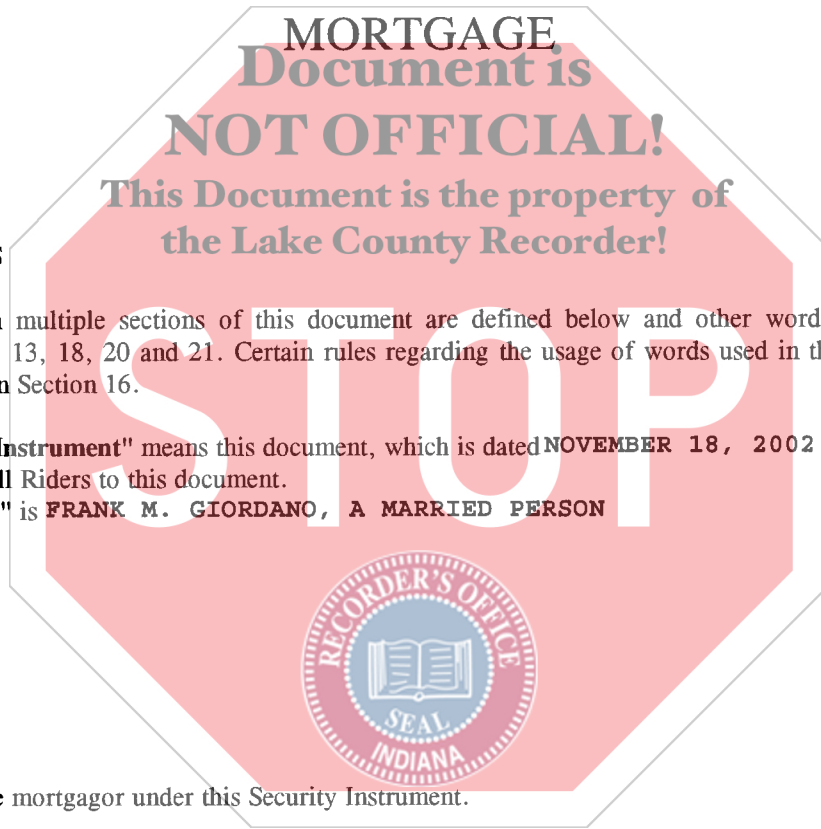 MORTGAGE
Document is
NOT OFFICIAL!
This Document is the property of
the Lake County Recorder!
S
multiple sections of this document are defined below and other word
13, 18, 20 and 21. Certain rules regarding the usage of words used in th
n Section 16.
Instrument" means this document, which is dated NOVEMBER 18, 2002
ll Riders to this document.
" is FRANK M. GIORDANO, A MARRIED PERSON
STOP
RECORDER'S OFFICE
SEAL
INDIANA
e mortgagor under this Security Instrument.